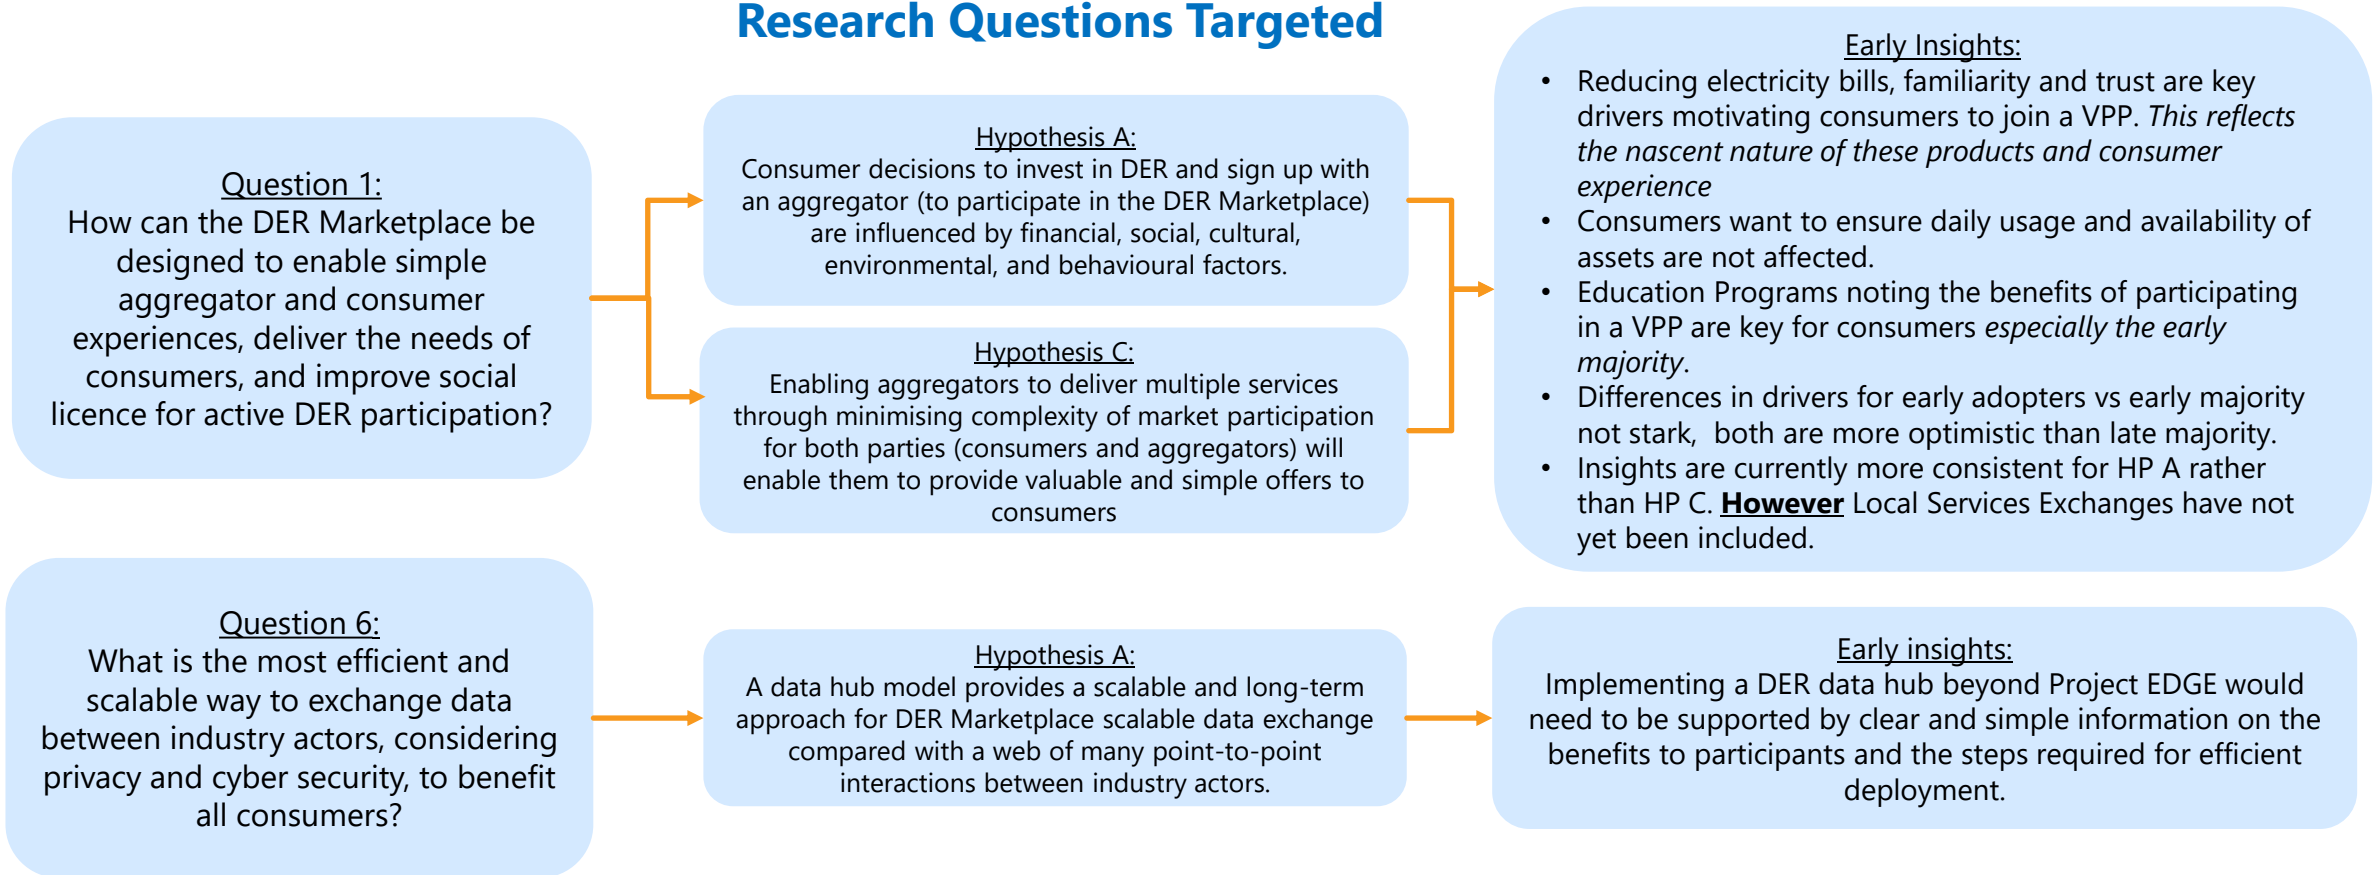 Research Questions Targeted
Question 1:
How can the DER Marketplace be
designed to enable simple
aggregator and consumer
experiences, deliver the needs of
consumers, and improve social
licence for active DER participation?
Hypothesis A:
Consumer decisions to invest in DER and sign up with
an aggregator (to participate in the DER Marketplace)
are influenced by financial, social, cultural,
environmental, and behavioural factors.
Hypothesis C:
Enabling aggregators to deliver multiple services
through minimising complexity of market participation
for both parties (consumers and aggregators) will
enable them to provide valuable and simple offers to
consumers
Early Insights:
• Reducing electricity bills, familiarity and trust are key
drivers motivating consumers to join a VPP. This reflects
the nascent nature of these products and consumer
experience
• Consumers want to ensure daily usage and availability of
assets are not affected.
• Education Programs noting the benefits of participating
in a VPP are key for consumers especially the early
majority.
• Differences in drivers for early adopters vs early majority
not stark,  both are more optimistic than late majority.
• Insights are currently more consistent for HP A rather
than HP C. However Local Services Exchanges have not
yet been included.
Question 6:
What is the most efficient and
scalable way to exchange data
between industry actors, considering
privacy and cyber security, to benefit
all consumers?
Hypothesis A:
A data hub model provides a scalable and long-term
approach for DER Marketplace scalable data exchange
compared with a web of many point-to-point
interactions between industry actors.
Early insights:
Implementing a DER data hub beyond Project EDGE would
need to be supported by clear and simple information on the
benefits to participants and the steps required for efficient
deployment.